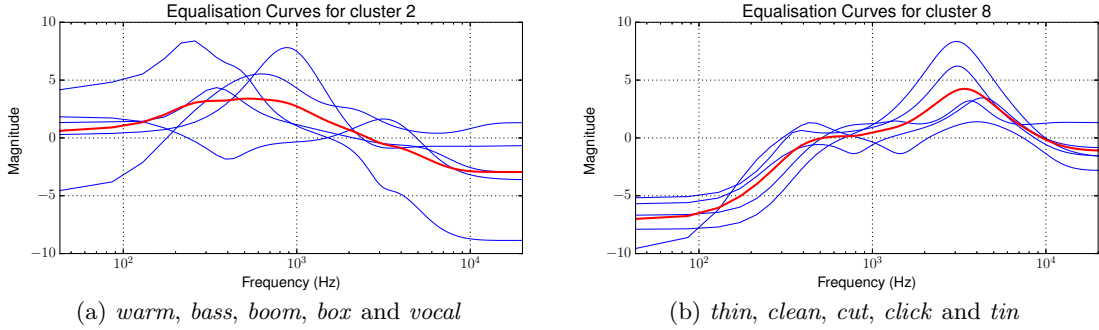 Equalisation Curves for cluster 2
10
5
0
−5
−10
Magnitude
10²
10³
10⁴
Frequency (Hz)
(a) warm, bass, boom, box and vocal
Equalisation Curves for cluster 8
10
5
0
−5
−10
Magnitude
10²
10³
10⁴
Frequency (Hz)
(b) thin, clean, cut, click and tin